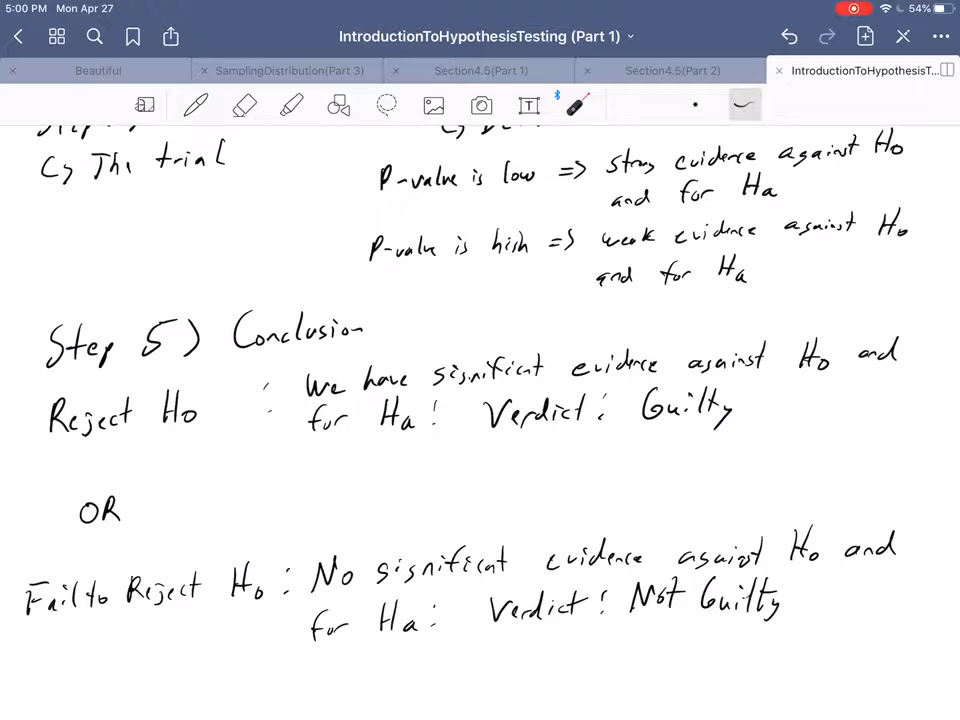 5:00 PM Mon Apr 27
54%
IntroductionToHypothesisTesting (Part 1)
Beautiful
SamplingDistribution(Part 3)
Section4.5(Part 1)
Section4.5 (Part 2)
IntroductionToHypothesisT...
T
The trial
P-value is low => strong evidence against Ho
and for Ha
P-value is high => weak evidence against Ho
and for Ha
Step 5) Conclusion
Reject Ho : We have significant evidence against Ho and
for Ha! Verdict: Guilty
OR
Fail to Reject Ho : No significant evidence against Ho and
for Ha : Verdict: Not Guilty